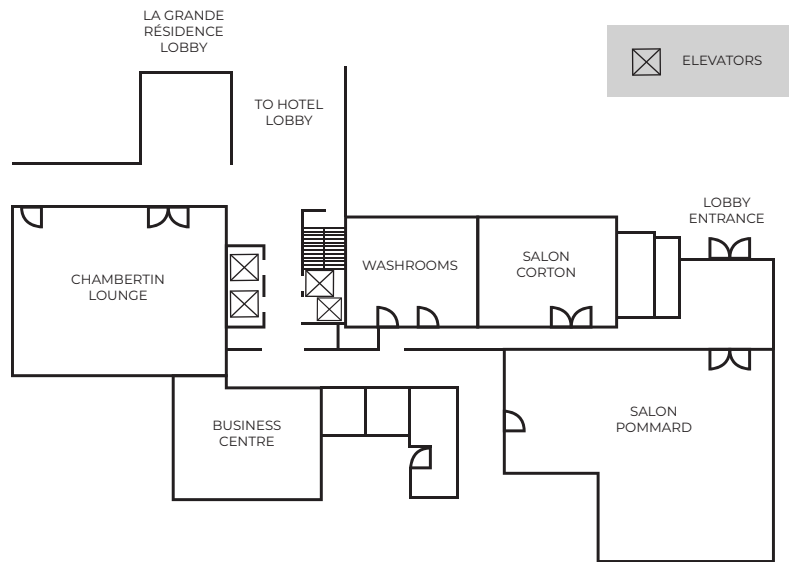 LA GRANDE
RÉSIDENCE
LOBBY
TO HOTEL
LOBBY
ELEVATORS
LOBBY
ENTRANCE
CHAMBERTIN
LOUNGE
WASHROOMS
SALON
CORTON
BUSINESS
CENTRE
SALON
POMMARD